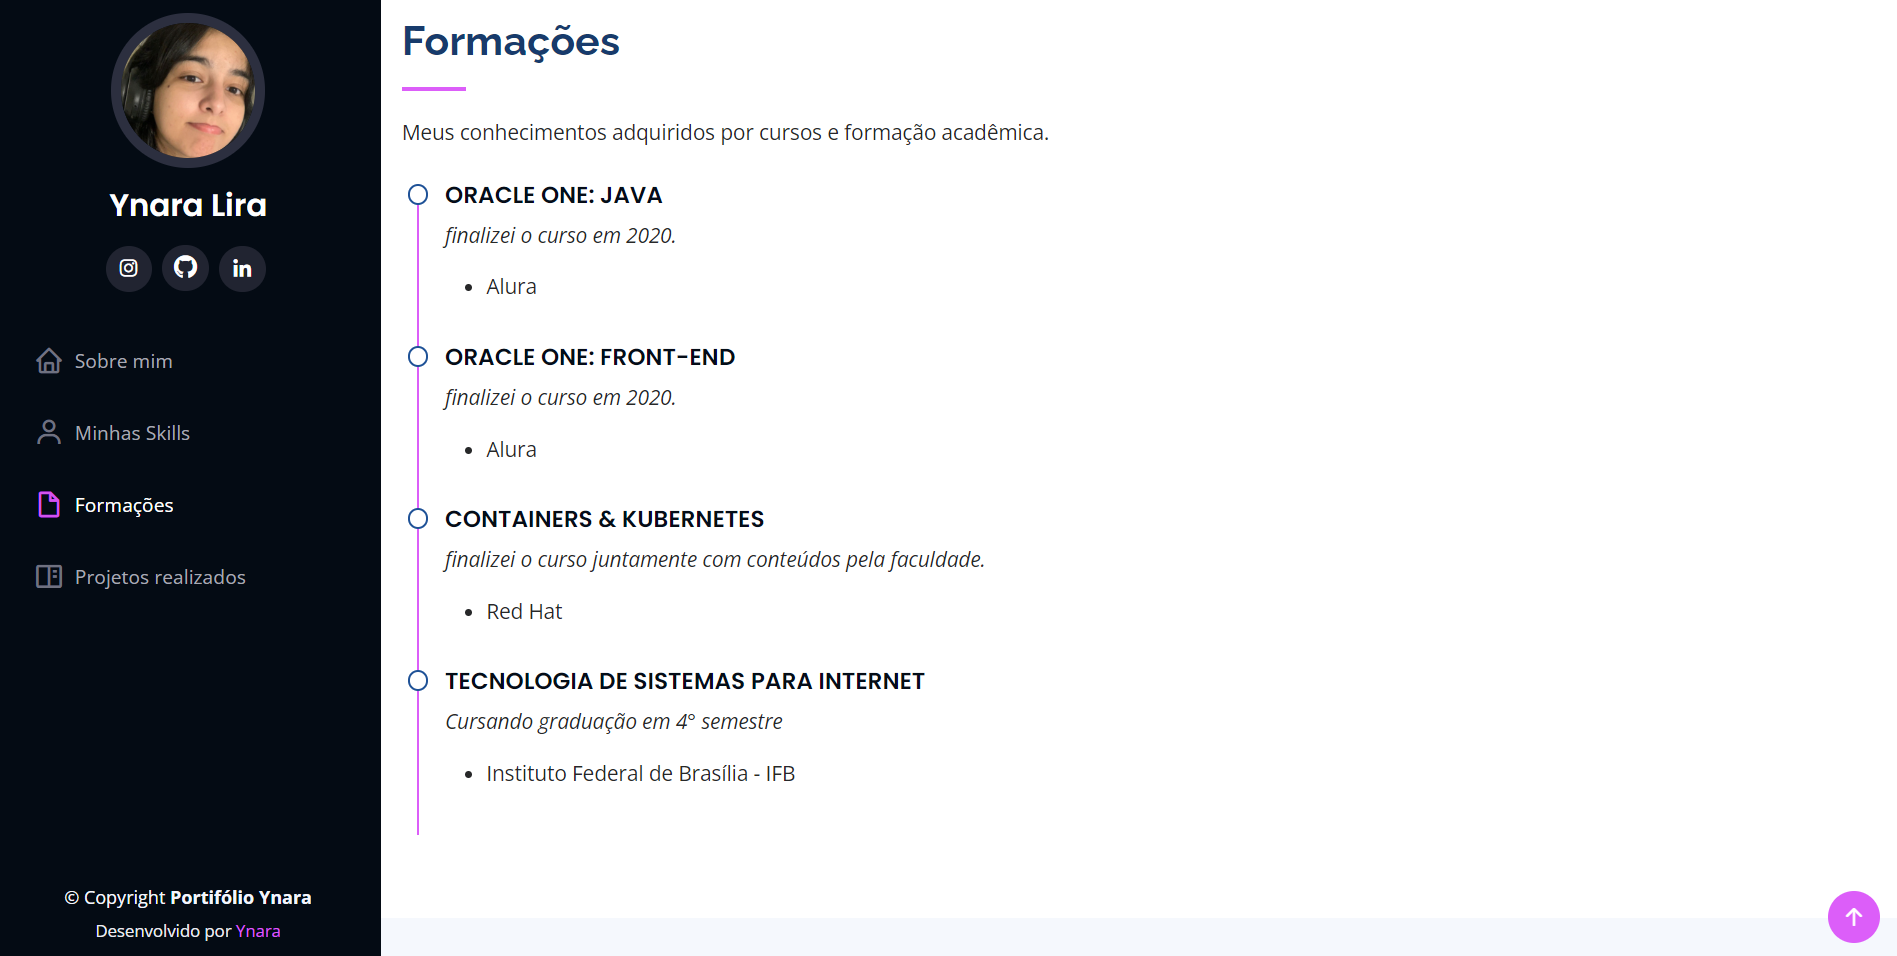 Ynara Lira
Sobre mim
Minhas Skills
Formações
Projetos realizados
© Copyright Portifólio Ynara
Desenvolvido por Ynara
Formações
Meus conhecimentos adquiridos por cursos e formação acadêmica.
ORACLE ONE: JAVA
finalizei o curso em 2020.
• Alura
ORACLE ONE: FRONT-END
finalizei o curso em 2020.
• Alura
CONTAINERS & KUBERNETES
finalizei o curso juntamente com conteúdos pela faculdade.
• Red Hat
TECNOLOGIA DE SISTEMAS PARA INTERNET
Cursando graduação em 4° semestre
• Instituto Federal de Brasília - IFB